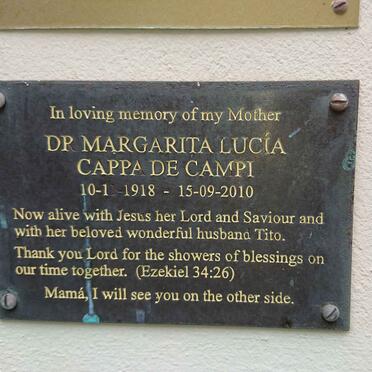 In loving memory of my Mother
DR MARGARITA LUCÍA
CAPPA DE CAMPI
1918 - 15-09-2010
Now alive with Jesus her Lord and Saviour and
with her beloved wonderful husband Tito.
Thank you Lord for the showers of blessings on
our time together. (Ezekiel 34:26)
Mamá, I will see you on the other side.